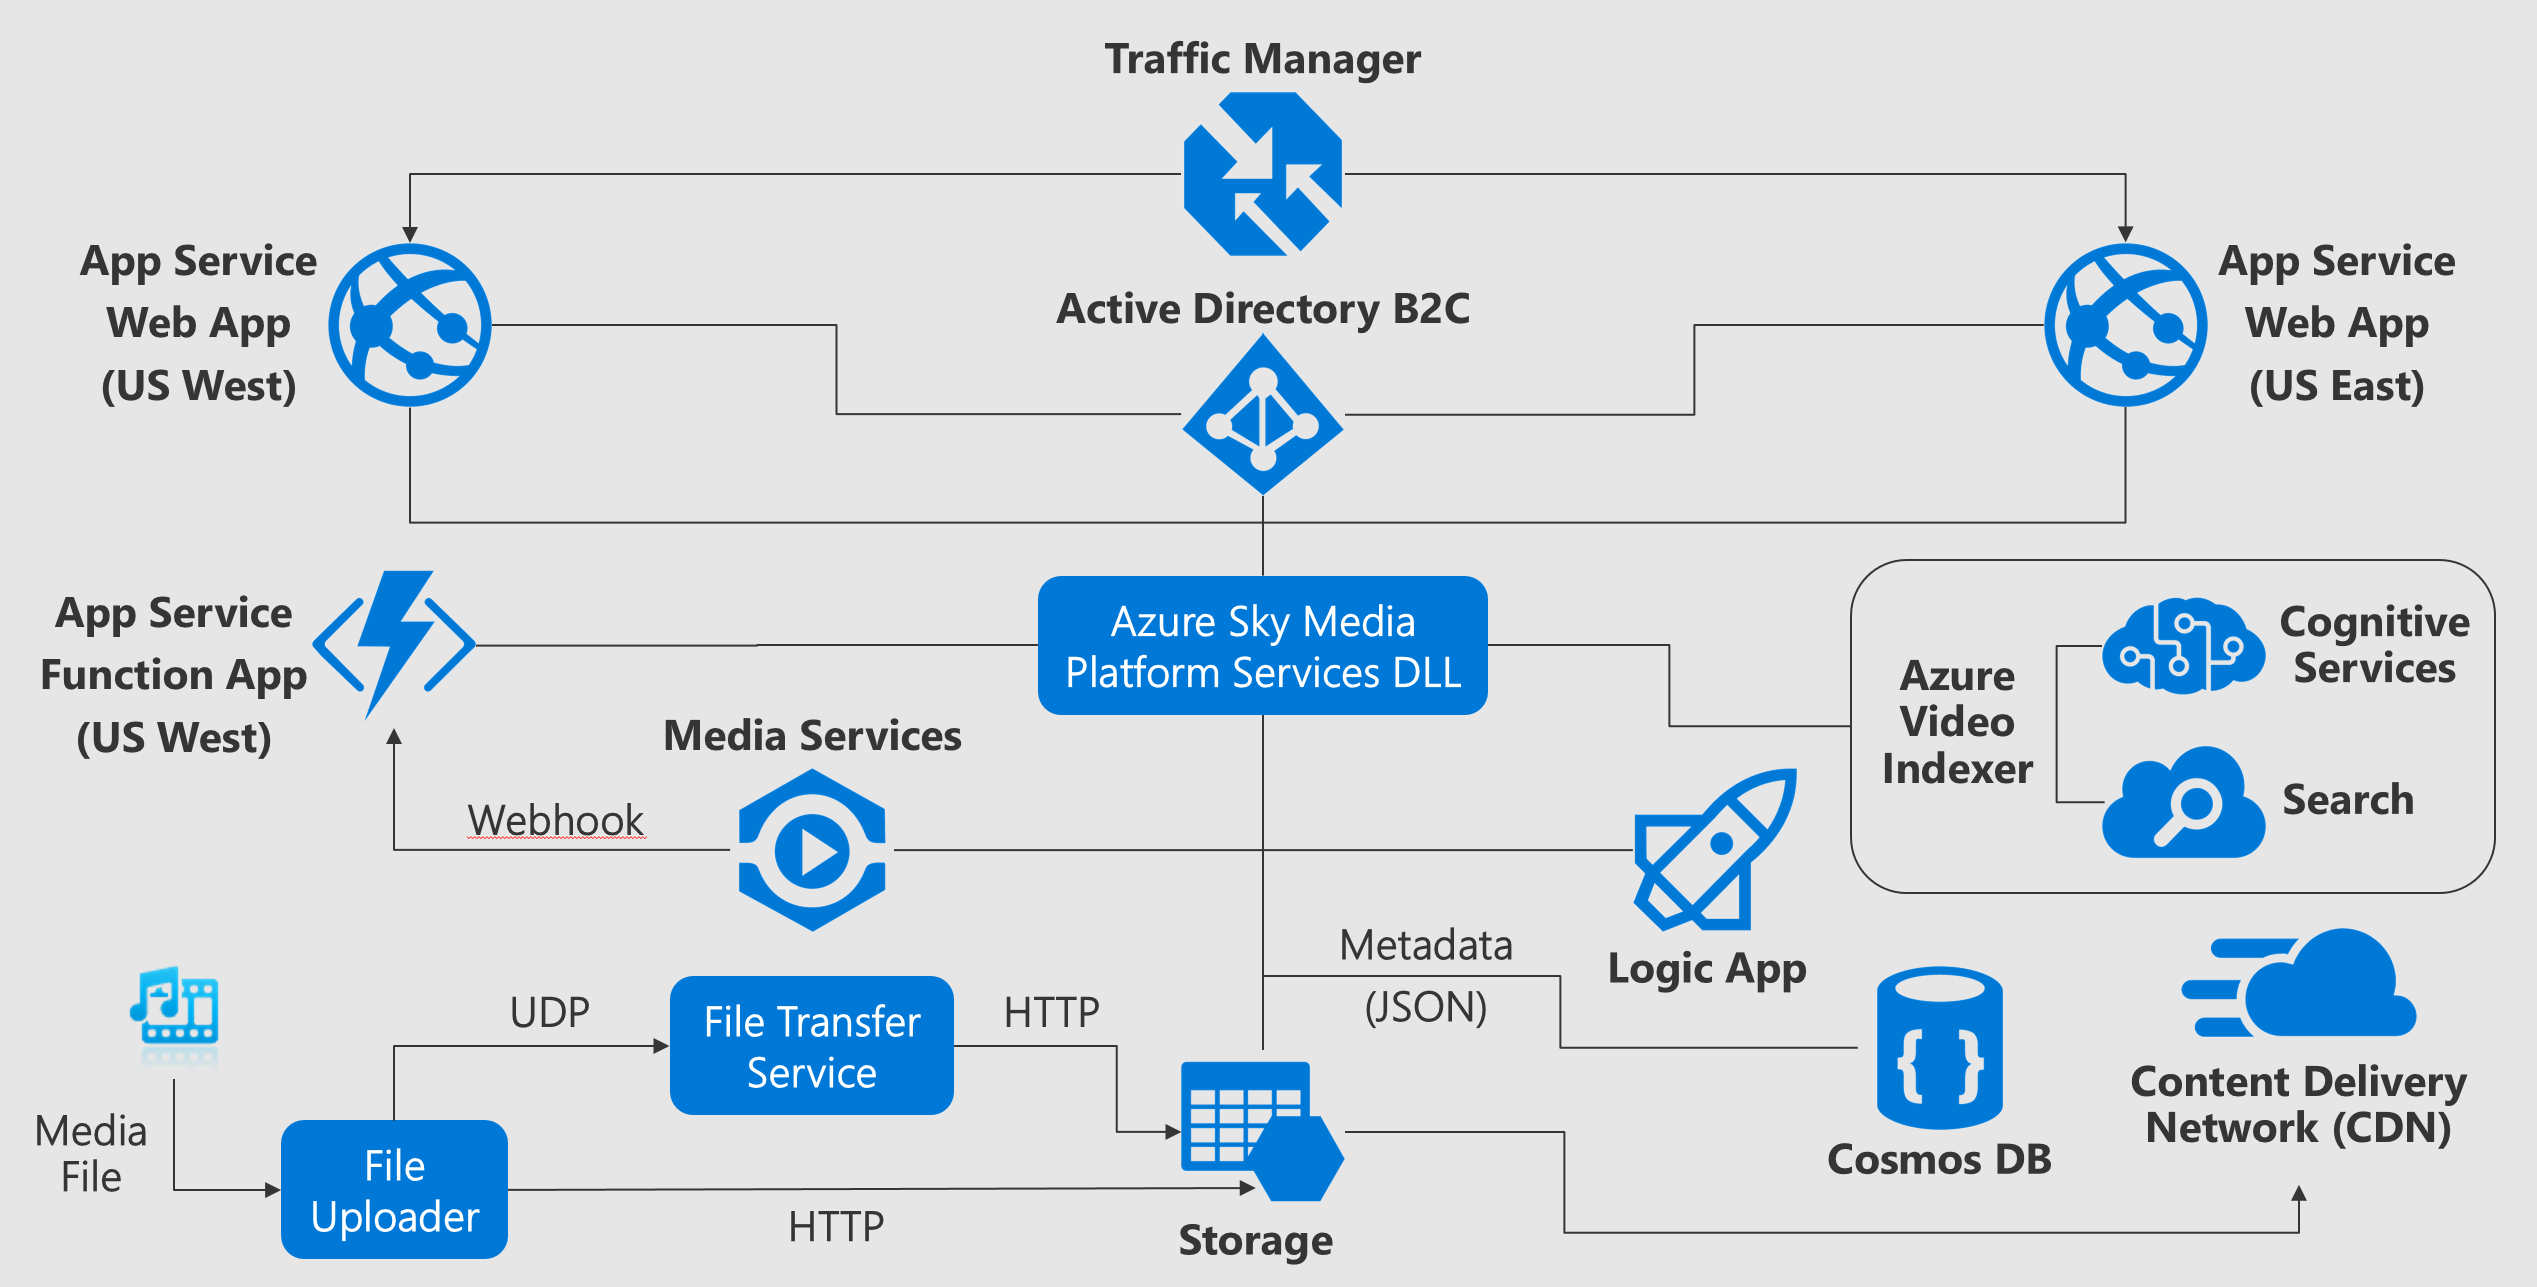 Traffic Manager
App Service
Web App
(US West)
Active Directory B2C
App Service
Web App
(US East)
App Service
Function App
(US West)
Azure Sky Media
Platform Services DLL
Azure
Video
Indexer
Cognitive
Services
Search
Media Services
Webhook
Logic App
Metadata
(JSON)
UDP
File Transfer
Service
HTTP
Media
File
File
Uploader
HTTP
Storage
Cosmos DB
Content Delivery
Network (CDN)